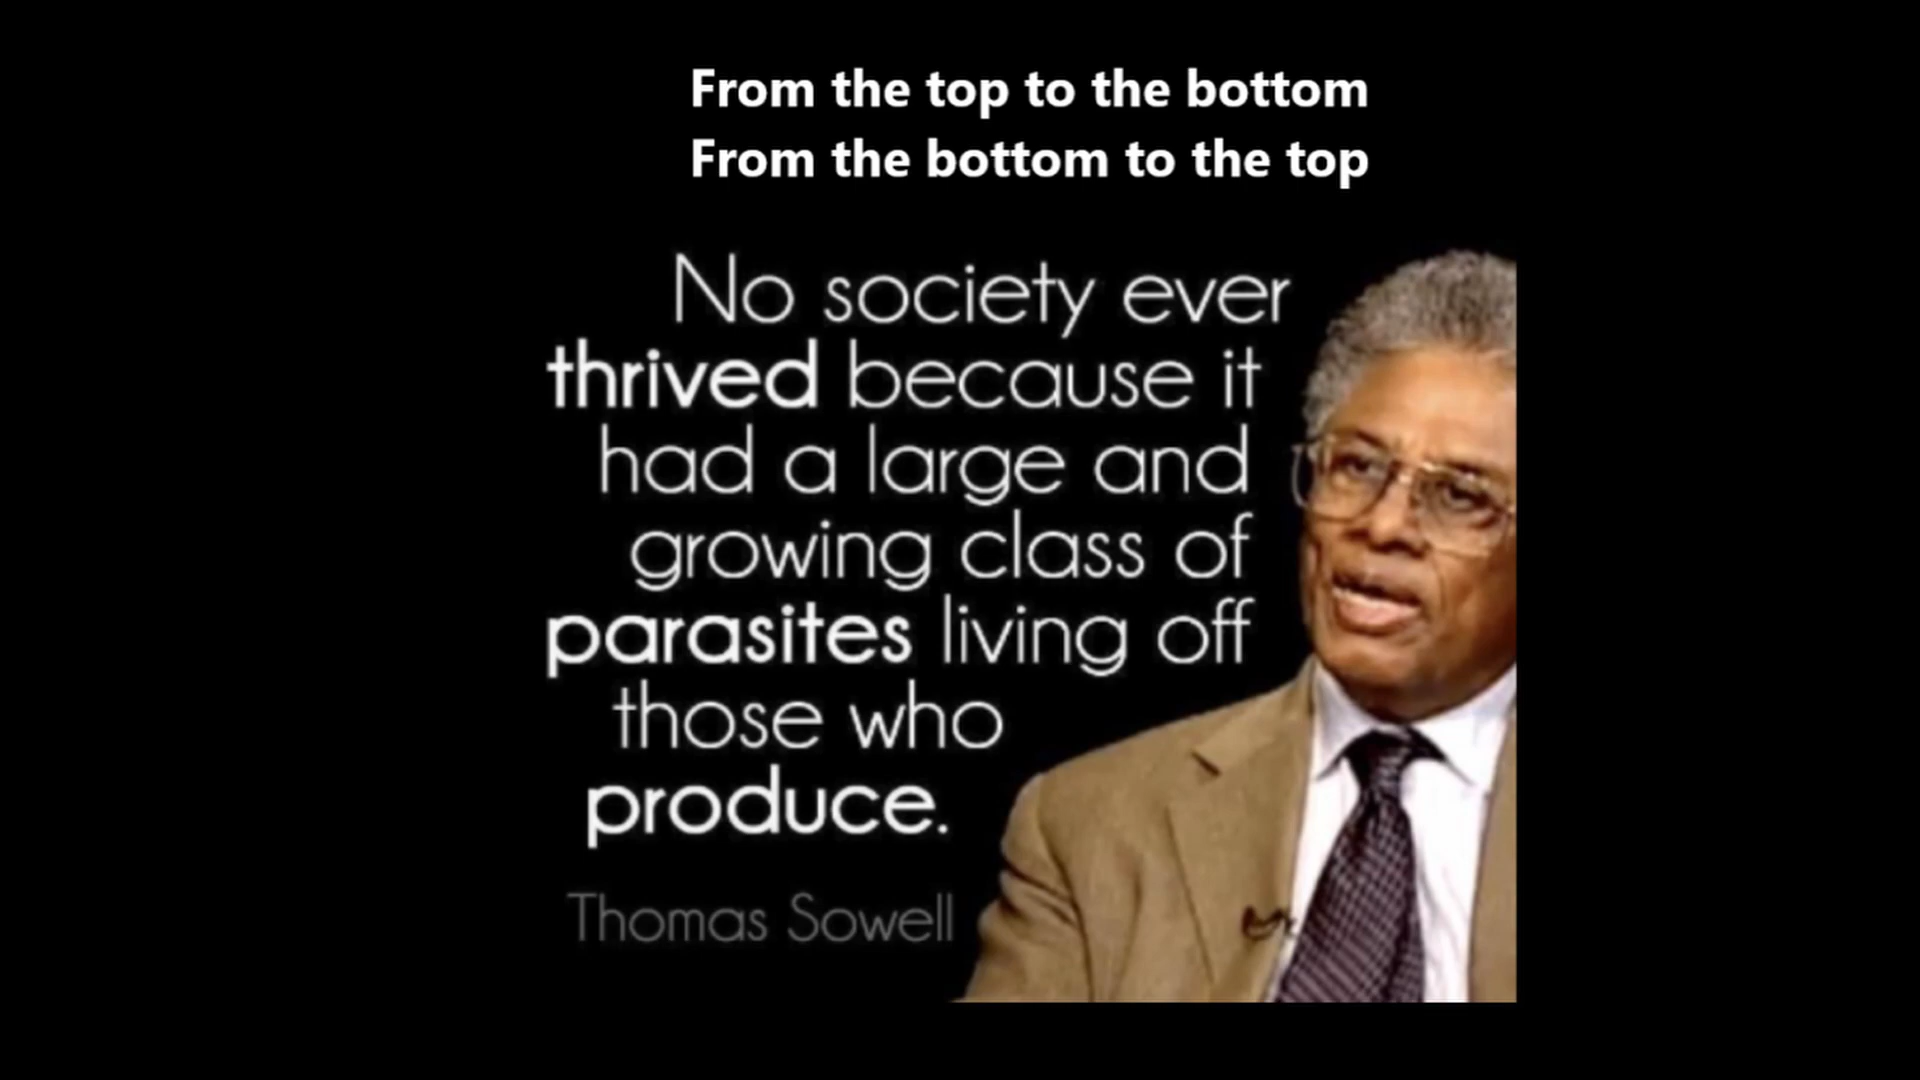 From the top to the bottom
From the bottom to the top
No society ever
thrived because it
had a large and
growing class of
parasites living off
those who
produce.
Thomas Sowell